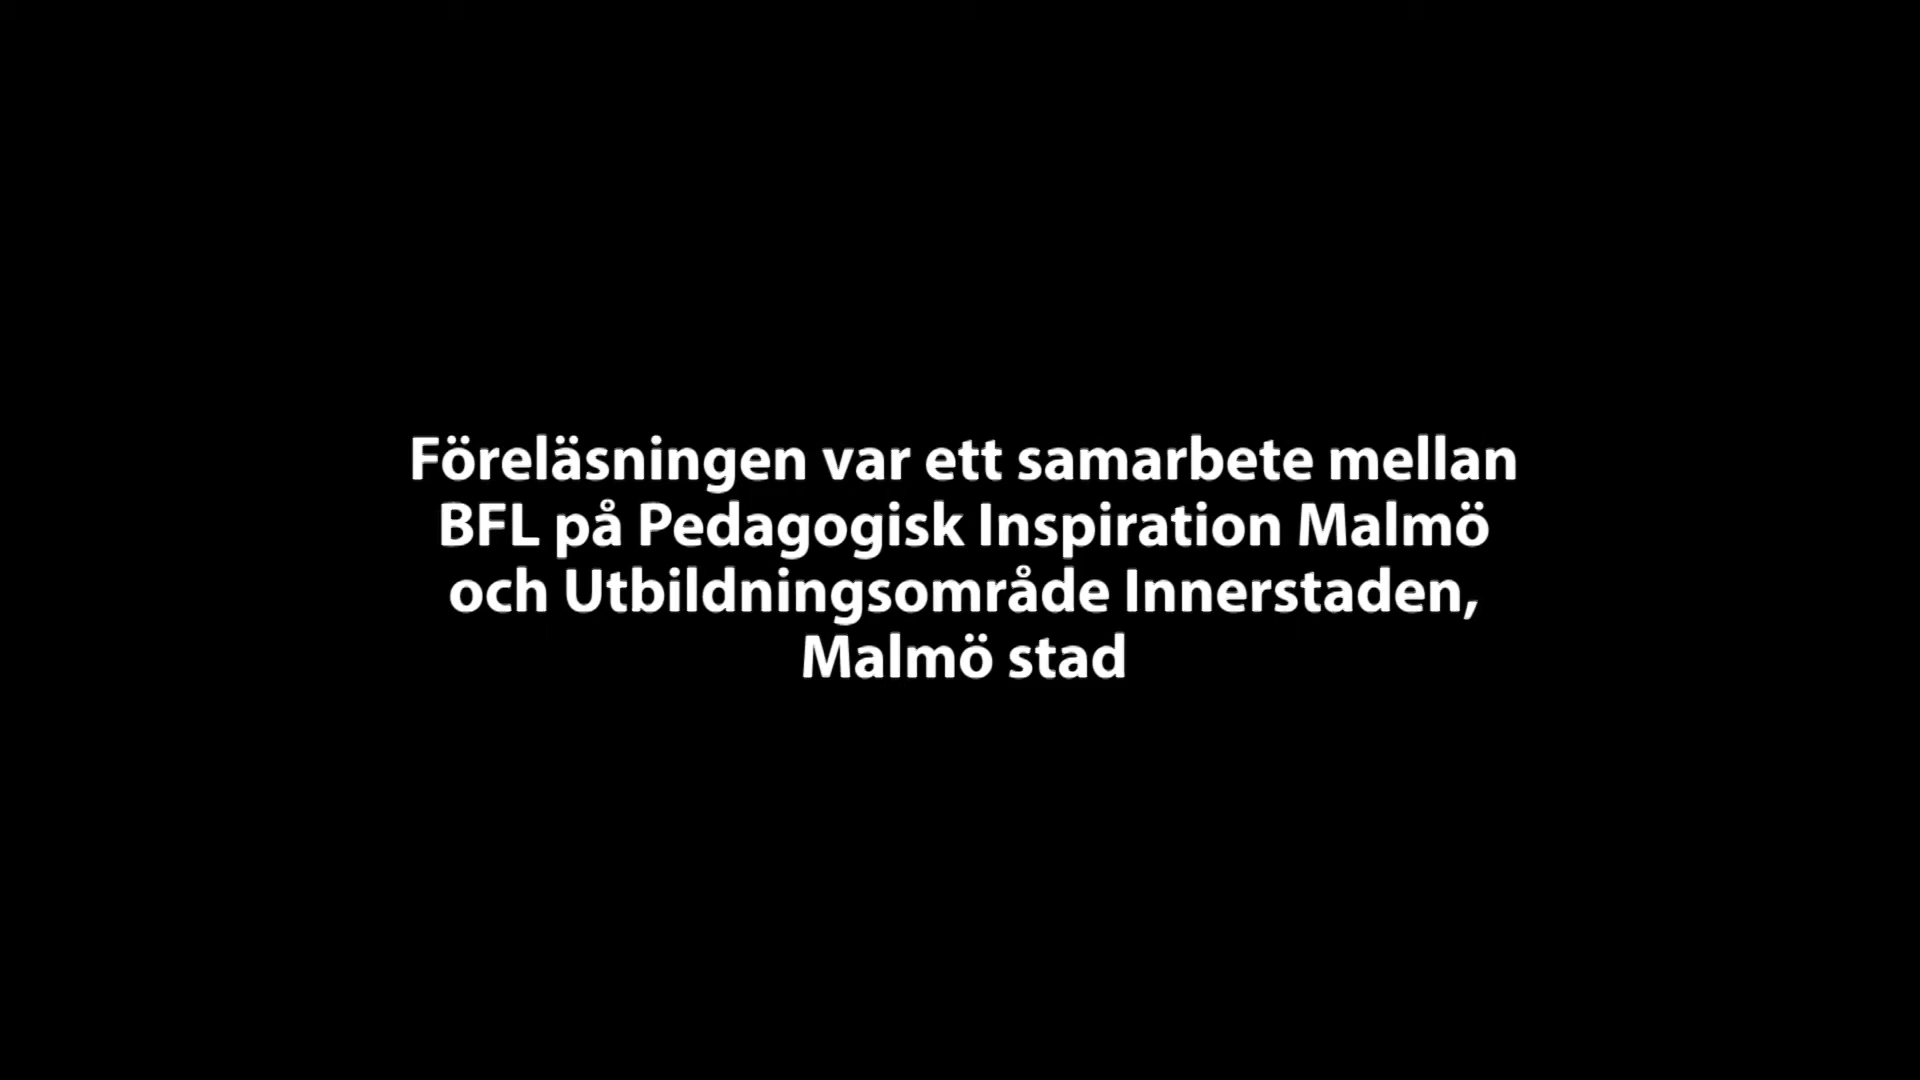 Föreläsningen var ett samarbete mellan
BFL på Pedagogisk Inspiration Malmö
och Utbildningsområde Innerstaden,
Malmö stad